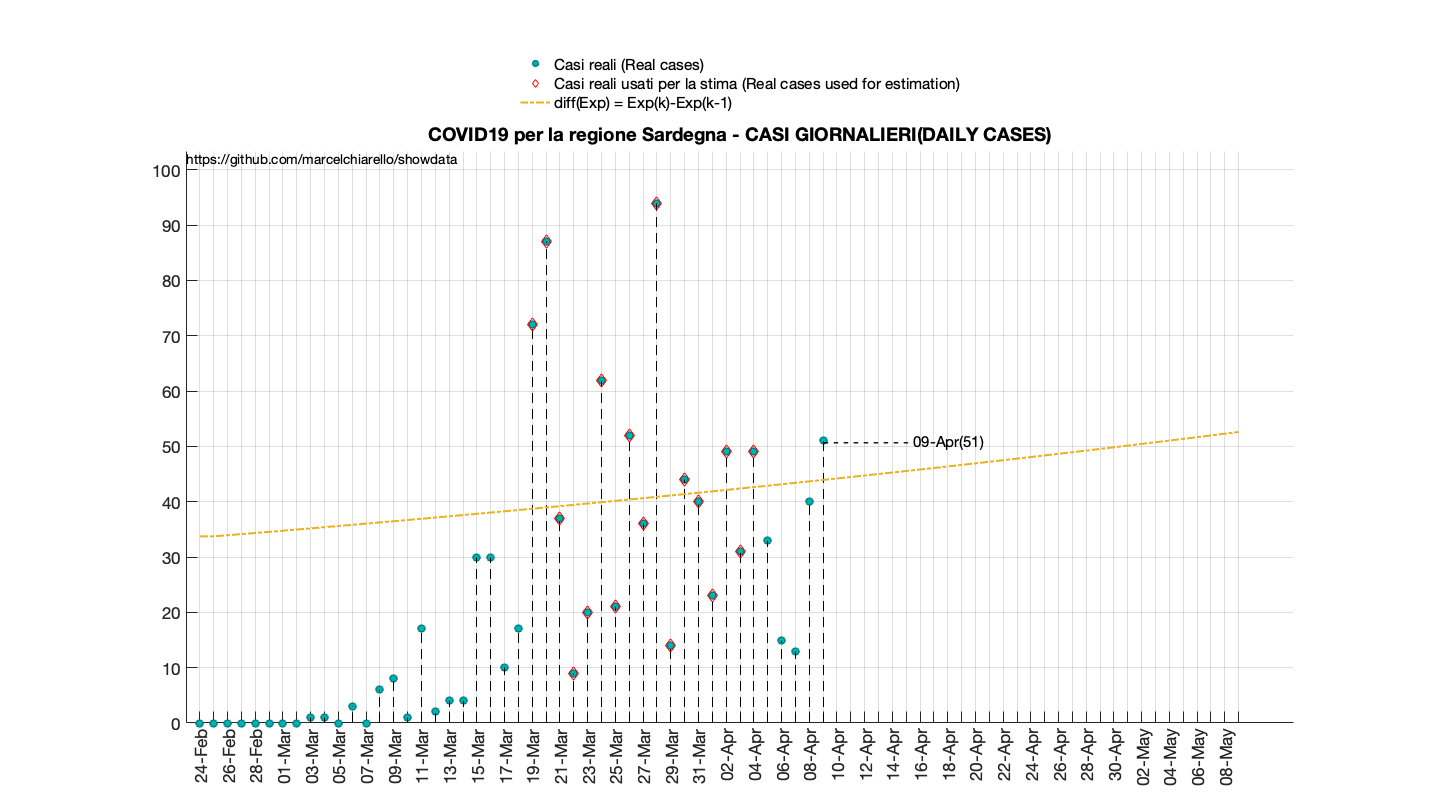 Casi reali (Real cases)
Casi reali usati per la stima (Real cases used for estimation)
diff(Exp) = Exp(k)-Exp(k-1)
COVID19 per la regione Sardegna - CASI GIORNALIERI(DAILY CASES)
https://github.com/marcelchiarello/showdata
100
90
80
70
60
50
40
30
20
10
0
09-Apr(51)
24-Feb
26-Feb
28-Feb
01-Mar
03-Mar
05-Mar
07-Mar
09-Mar
11-Mar
13-Mar
15-Mar
17-Mar
19-Mar
21-Mar
23-Mar
25-Mar
27-Mar
29-Mar
31-Mar
02-Apr
04-Apr
06-Apr
08-Apr
10-Apr
12-Apr
14-Apr
16-Apr
18-Apr
20-Apr
22-Apr
24-Apr
26-Apr
28-Apr
30-Apr
02-May
04-May
06-May
08-May